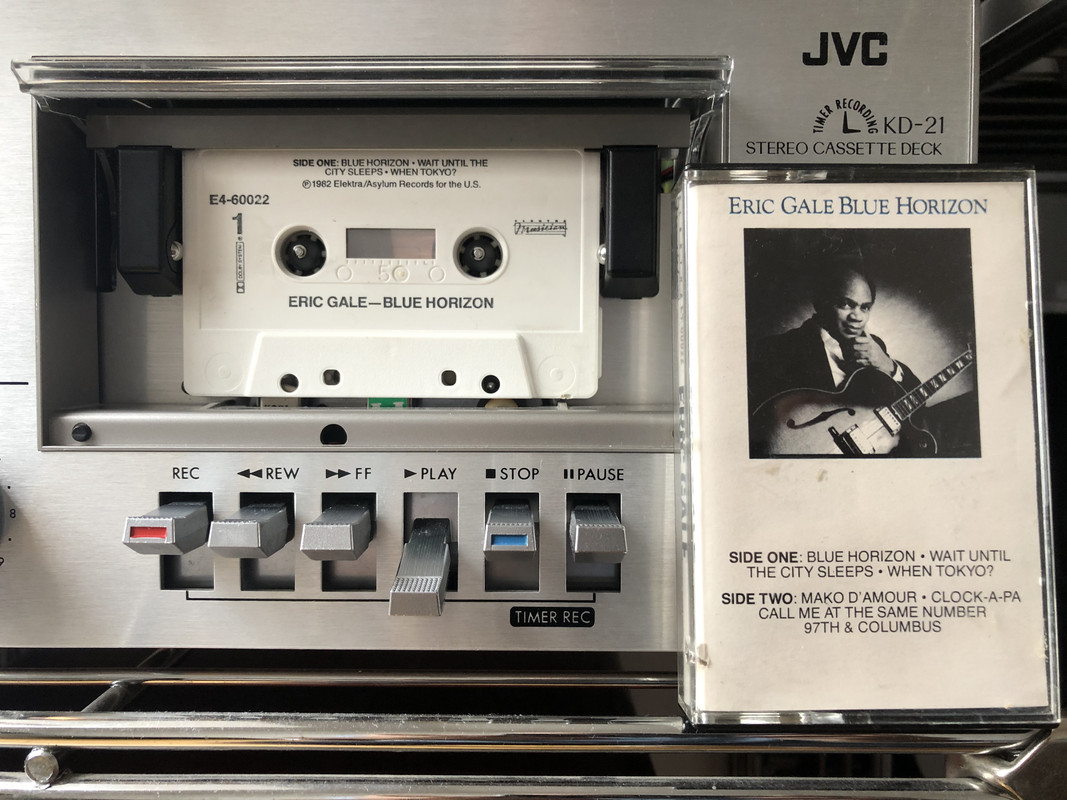 JVC
TIMER RECORDING
KD-21
STEREO CASSETTE DECK
SIDE ONE: BLUE HORIZON • WAIT UNTIL THE
CITY SLEEPS • WHEN TOKYO?
℗1982 Elektra/Asylum Records for the U.S.
E4-60022
1
Musician
50
ERIC GALE—BLUE HORIZON
REC
◀◀REW
▶▶FF
▶PLAY
■STOP
▮▮PAUSE
TIMER REC
8
9
ERIC GALE BLUE HORIZON
SIDE ONE: BLUE HORIZON • WAIT UNTIL
THE CITY SLEEPS • WHEN TOKYO?
SIDE TWO: MAKO D'AMOUR • CLOCK-A-PA
CALL ME AT THE SAME NUMBER
97TH & COLUMBUS